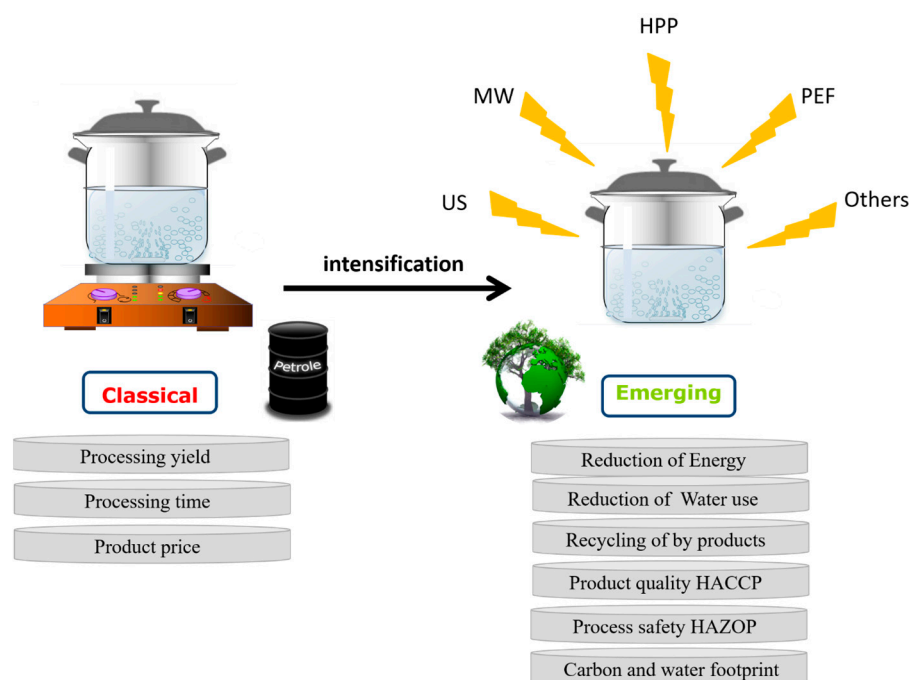 HPP
MW
PEF
US
Others
intensification
Petrole
Classical
Emerging
Processing yield
Processing time
Product price
Reduction of Energy
Reduction of Water use
Recycling of by products
Product quality HACCP
Process safety HAZOP
Carbon and water footprint